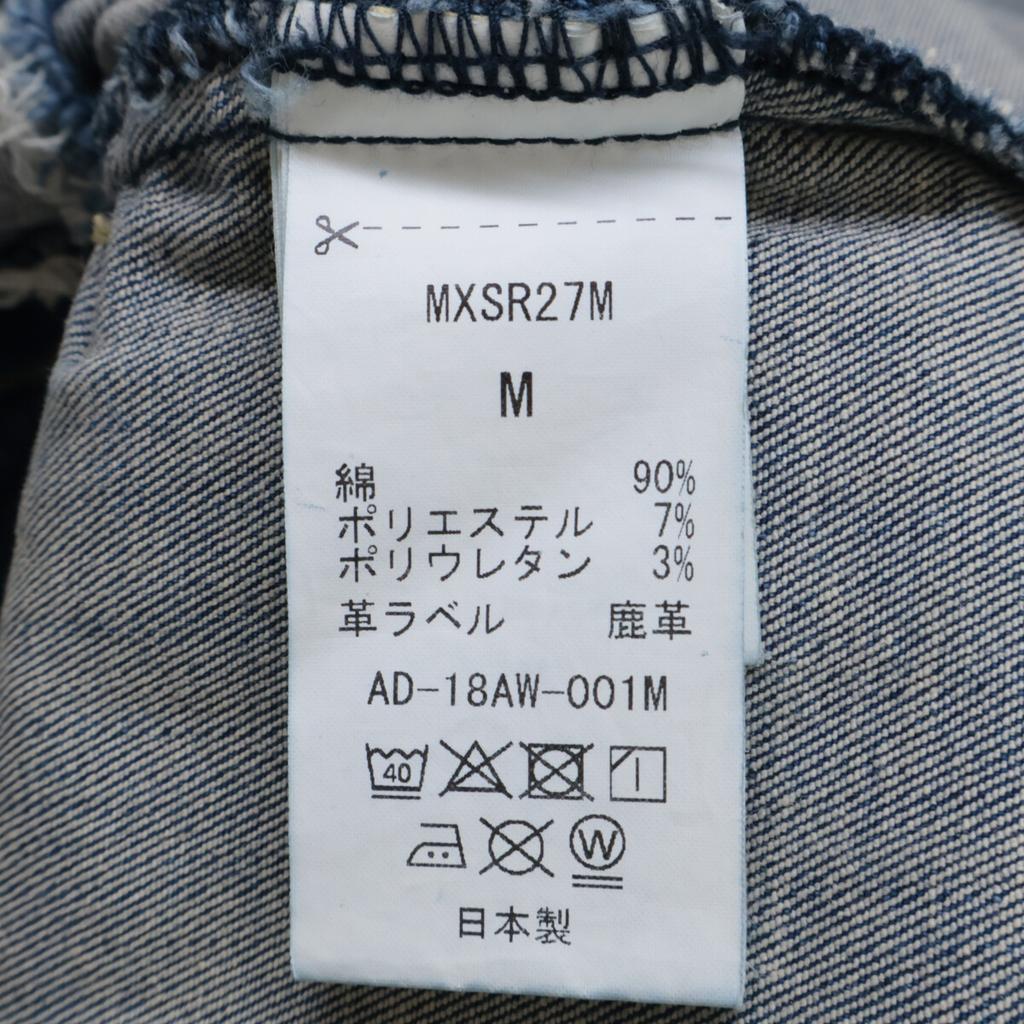 MXSR27M
M
綿 90%
ポリエステル 7%
ポリウレタン 3%
革ラベル 鹿革
AD-18AW-001M
40
W
日本製